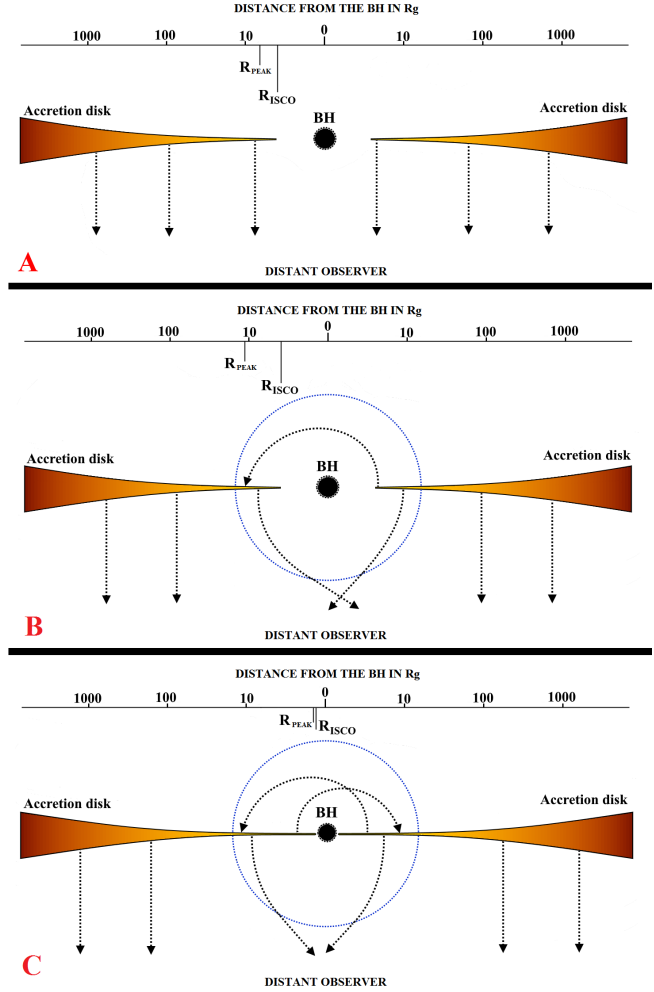 DISTANCE FROM THE BH IN Rg
1000 100 10 0 10 100 1000
RPEAK
RISCO
BH
Accretion disk Accretion disk
A
DISTANT OBSERVER
DISTANCE FROM THE BH IN Rg
1000 100 10 0 10 100 1000
RPEAK
RISCO
Accretion disk BH Accretion disk
B
DISTANT OBSERVER
DISTANCE FROM THE BH IN Rg
1000 100 10 0 10 100 1000
RPEAK RISCO
Accretion disk BH Accretion disk
C
DISTANT OBSERVER